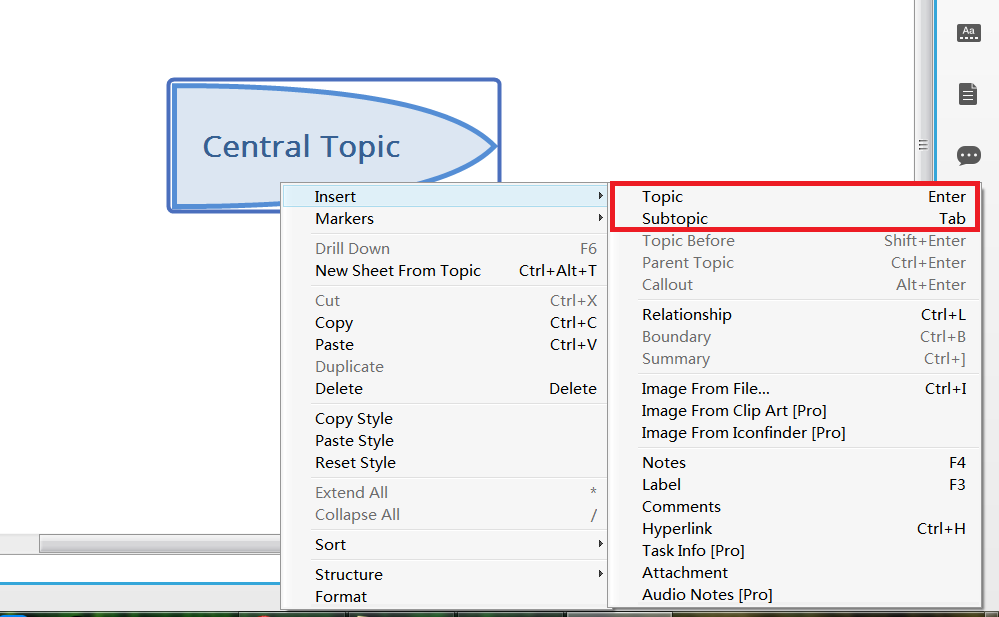 Aa
Central Topic
Insert
Markers
Drill Down F6
New Sheet From Topic Ctrl+Alt+T
Cut Ctrl+X
Copy Ctrl+C
Paste Ctrl+V
Duplicate
Delete Delete
Copy Style
Paste Style
Reset Style
Extend All *
Collapse All /
Sort
Structure
Format
Topic Enter
Subtopic Tab
Topic Before Shift+Enter
Parent Topic Ctrl+Enter
Callout Alt+Enter
Relationship Ctrl+L
Boundary Ctrl+B
Summary Ctrl+]
Image From File... Ctrl+I
Image From Clip Art [Pro]
Image From Iconfinder [Pro]
Notes F4
Label F3
Comments
Hyperlink Ctrl+H
Task Info [Pro]
Attachment
Audio Notes [Pro]